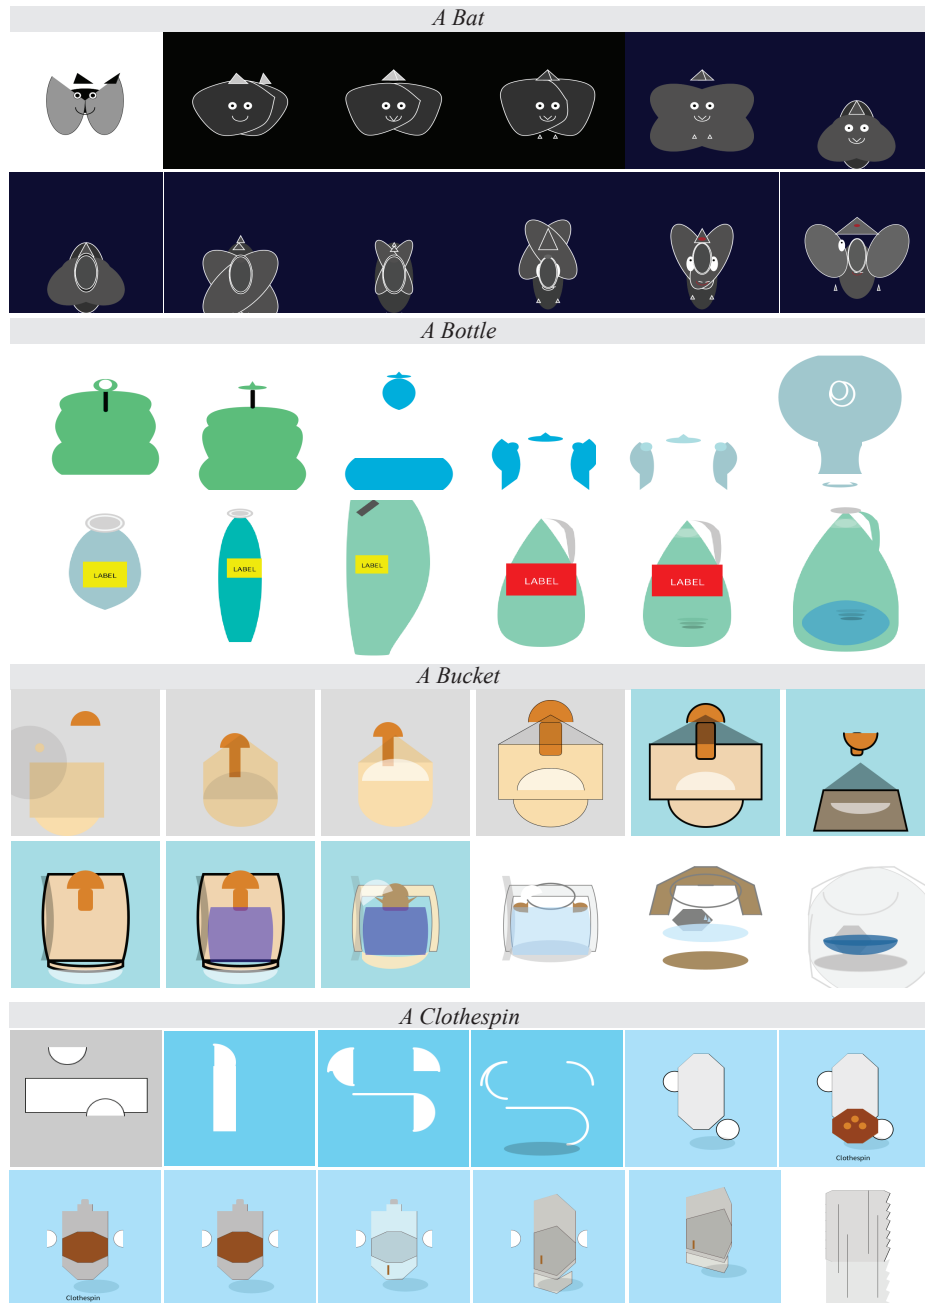 A Bat
A Bottle
LABEL
LABEL
LABEL
LABEL
LABEL
A Bucket
A Clothespin
Clothespin
Clothespin